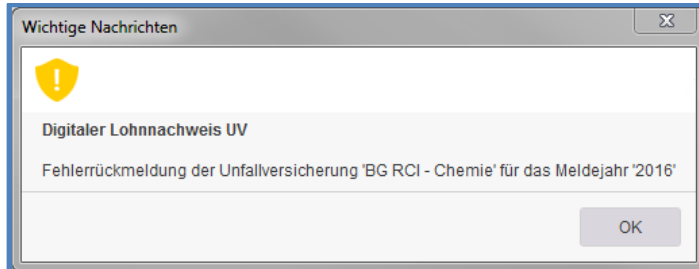 Wichtige Nachrichten
Digitaler Lohnnachweis UV
Fehlerrückmeldung der Unfallversicherung 'BG RCI - Chemie' für das Meldejahr '2016'
OK